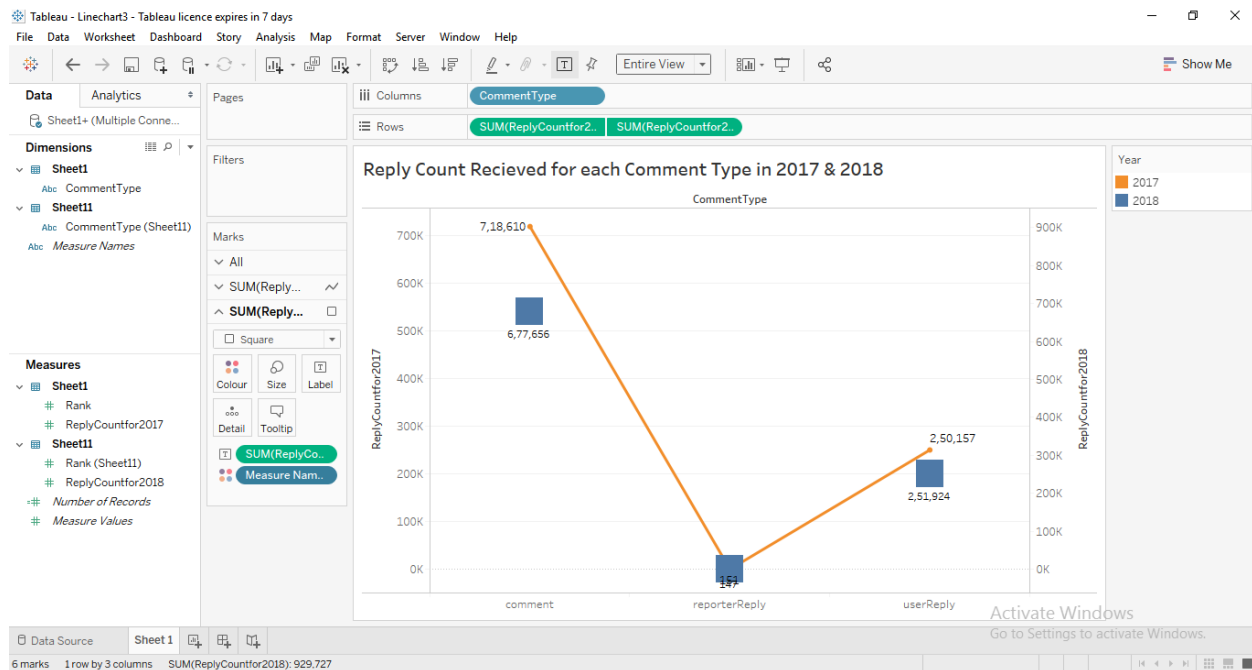 Tableau - Linechart3 - Tableau licence expires in 7 days
File Data Worksheet Dashboard Story Analysis Map Format Server Window Help
Entire View
Show Me
Data Analytics
Sheet1+ (Multiple Conne...
Dimensions
Sheet1
Abc CommentType
Sheet11
Abc CommentType (Sheet11)
Abc Measure Names
Measures
Sheet1
# Rank
# ReplyCountfor2017
Sheet11
# Rank (Sheet11)
# ReplyCountfor2018
=# Number of Records
# Measure Values
Pages
Filters
Marks
All
SUM(Reply...
SUM(Reply...
Square
Colour Size Label
Detail Tooltip
SUM(ReplyCo..
Measure Nam..
Columns CommentType
Rows SUM(ReplyCountfor2.. SUM(ReplyCountfor2..
Reply Count Recieved for each Comment Type in 2017 & 2018
CommentType
ReplyCountfor2017
700K
600K
500K
400K
300K
200K
100K
0K
7,18,610
6,77,656
151
147
2,50,157
2,51,924
900K
800K
700K
600K
500K
400K
300K
200K
100K
0K
ReplyCountfor2018
comment reporterReply userReply
Year
2017
2018
Activate Windows
Go to Settings to activate Windows.
Data Source Sheet 1
6 marks 1 row by 3 columns SUM(ReplyCountfor2018): 929,727